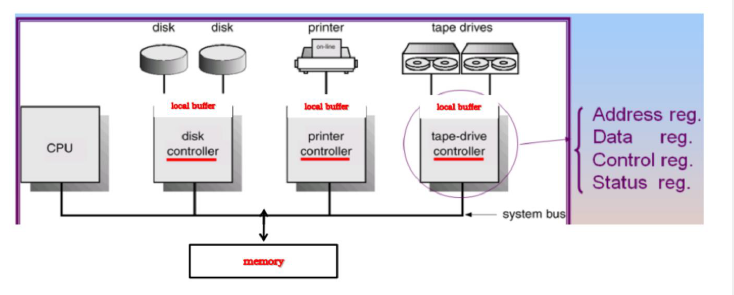 disk disk printer tape drives
on-line
local buffer local buffer local buffer
CPU
disk
controller
printer
controller
tape-drive
controller
Address reg.
Data reg.
Control reg.
Status reg.
system bus
memory